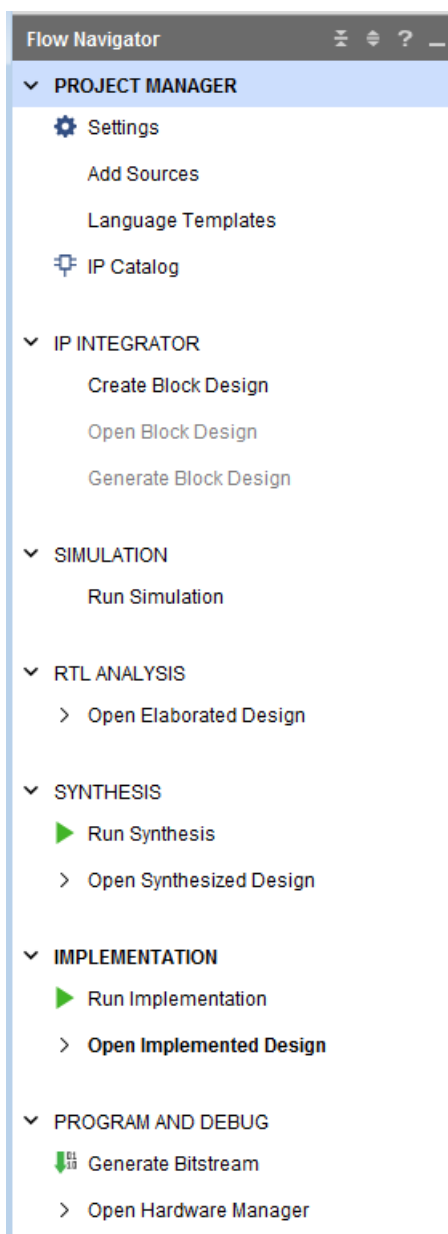 Flow Navigator ?
PROJECT MANAGER
Settings
Add Sources
Language Templates
IP Catalog
IP INTEGRATOR
Create Block Design
Open Block Design
Generate Block Design
SIMULATION
Run Simulation
RTL ANALYSIS
Open Elaborated Design
SYNTHESIS
Run Synthesis
Open Synthesized Design
IMPLEMENTATION
Run Implementation
Open Implemented Design
PROGRAM AND DEBUG
Generate Bitstream
Open Hardware Manager